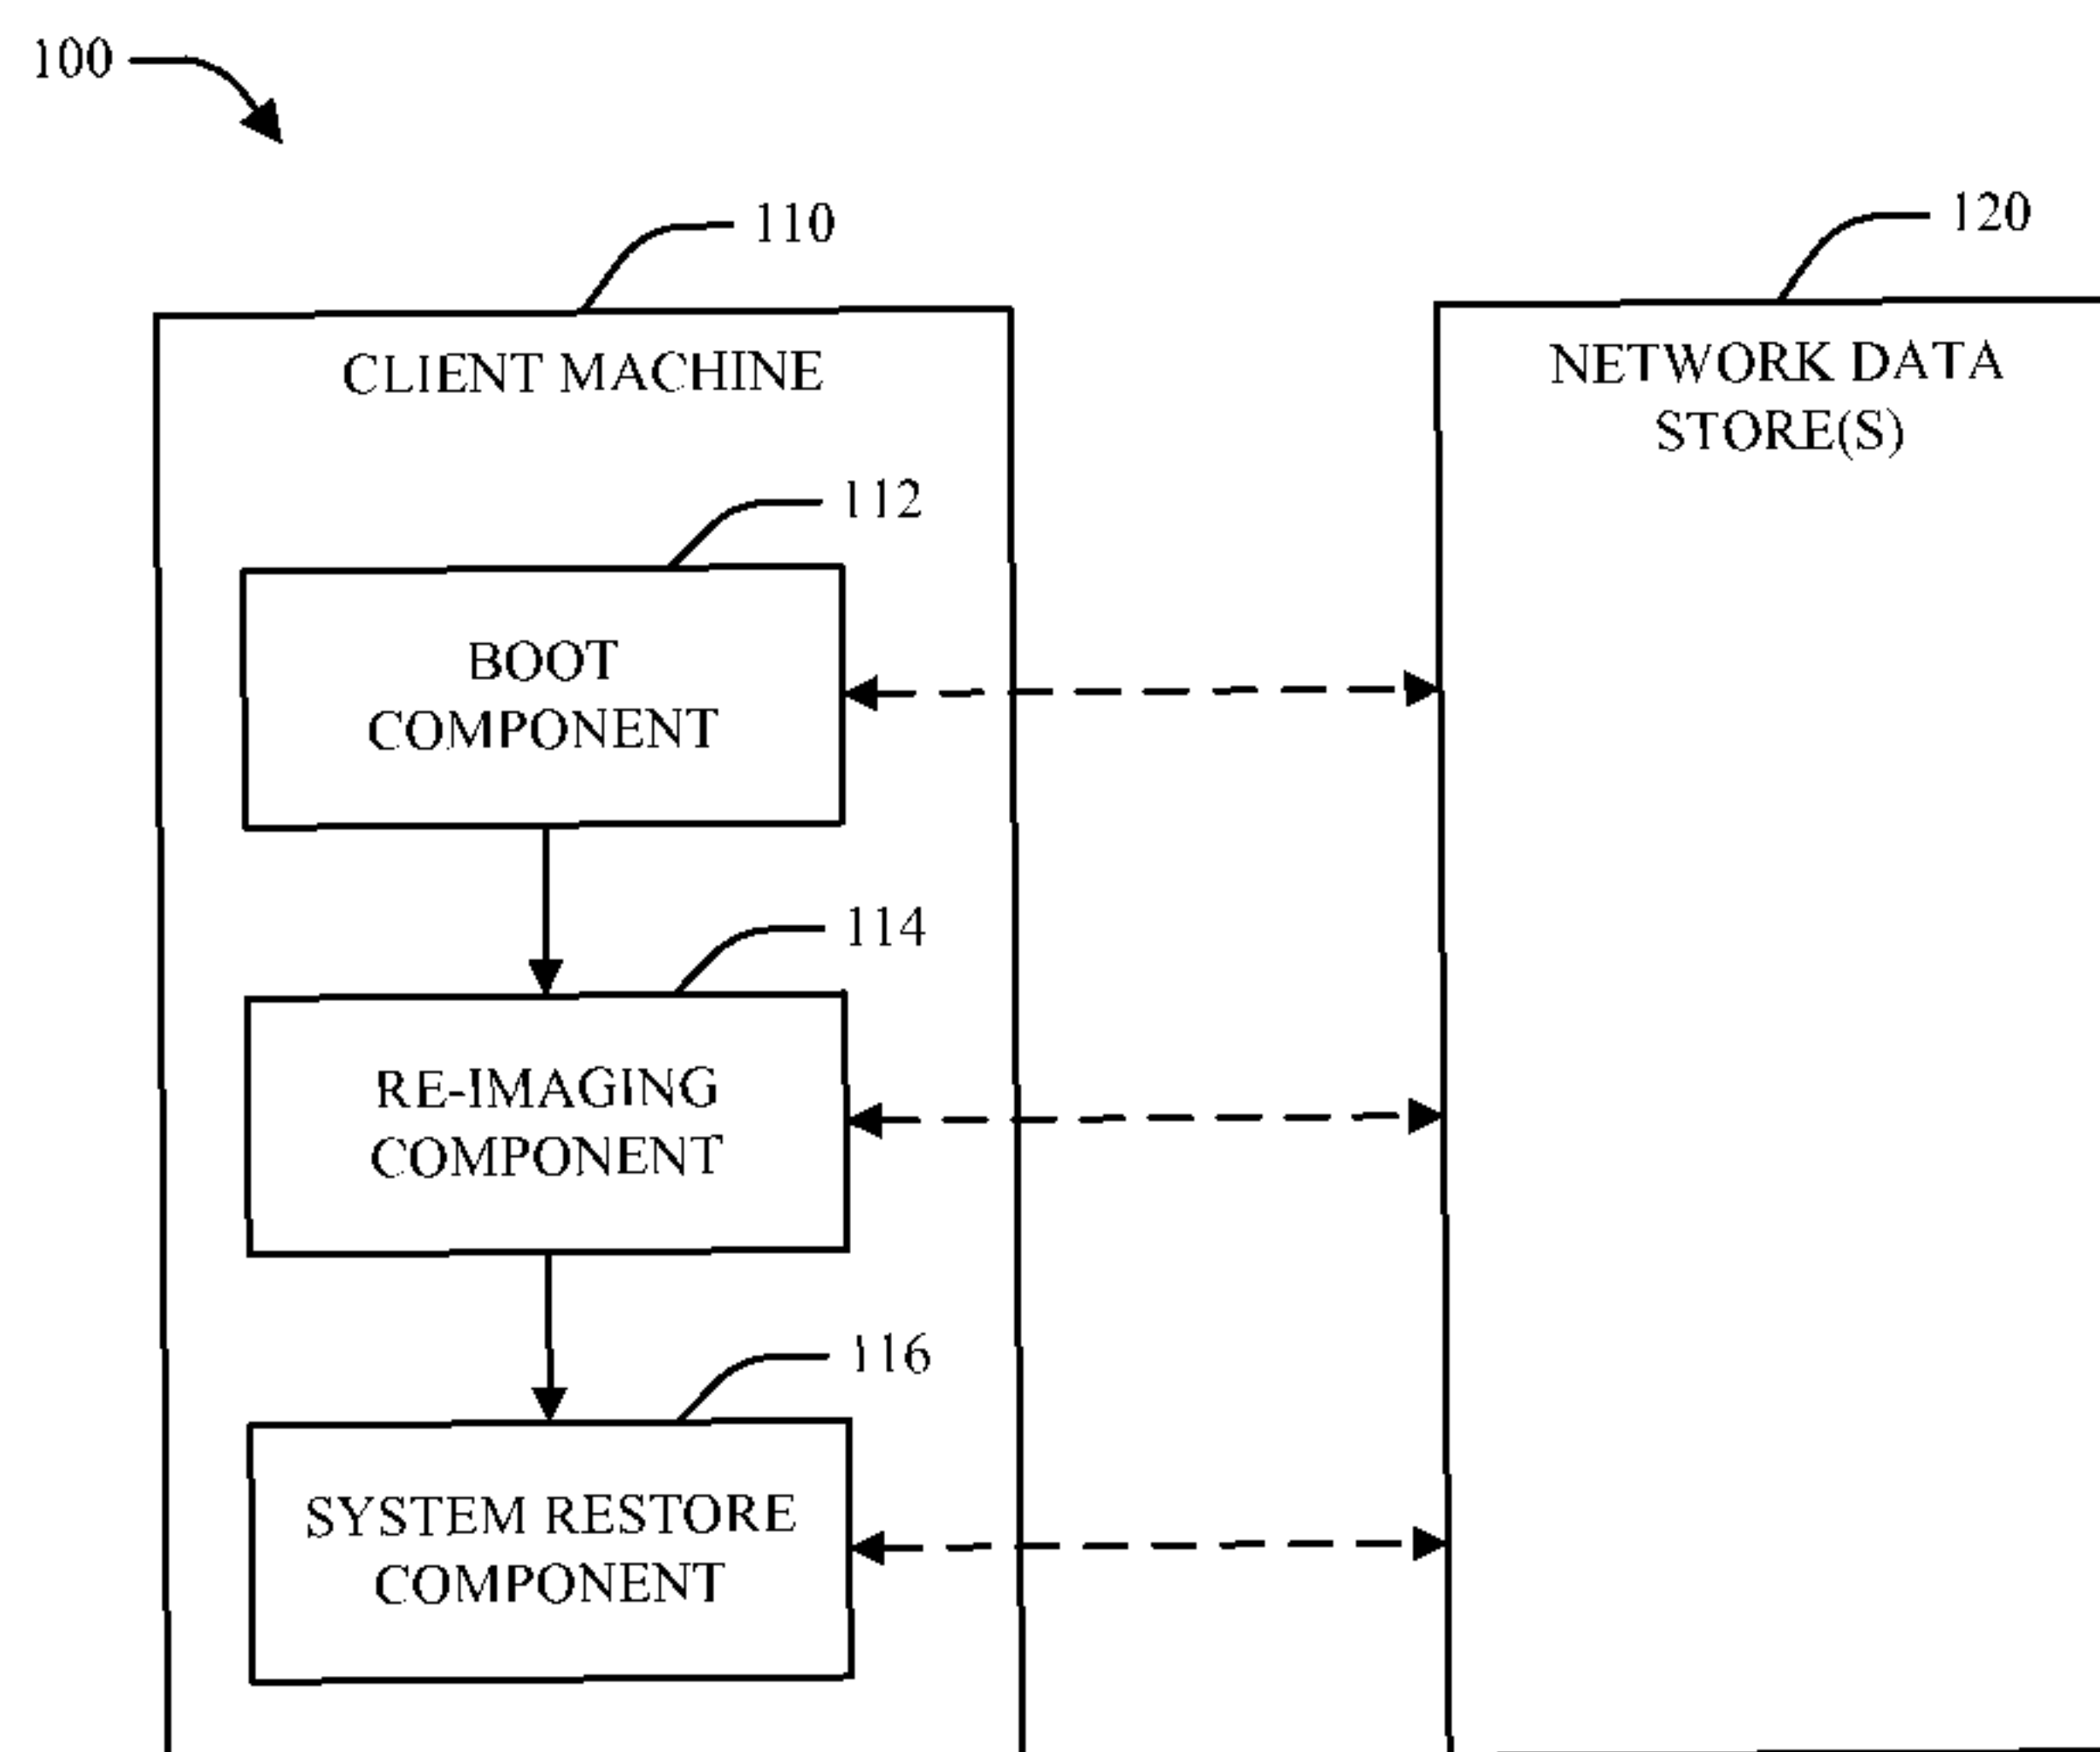 100
110
120
CLIENT MACHINE
NETWORK DATA
STORE(S)
112
BOOT
COMPONENT
114
RE-IMAGING
COMPONENT
116
SYSTEM RESTORE
COMPONENT